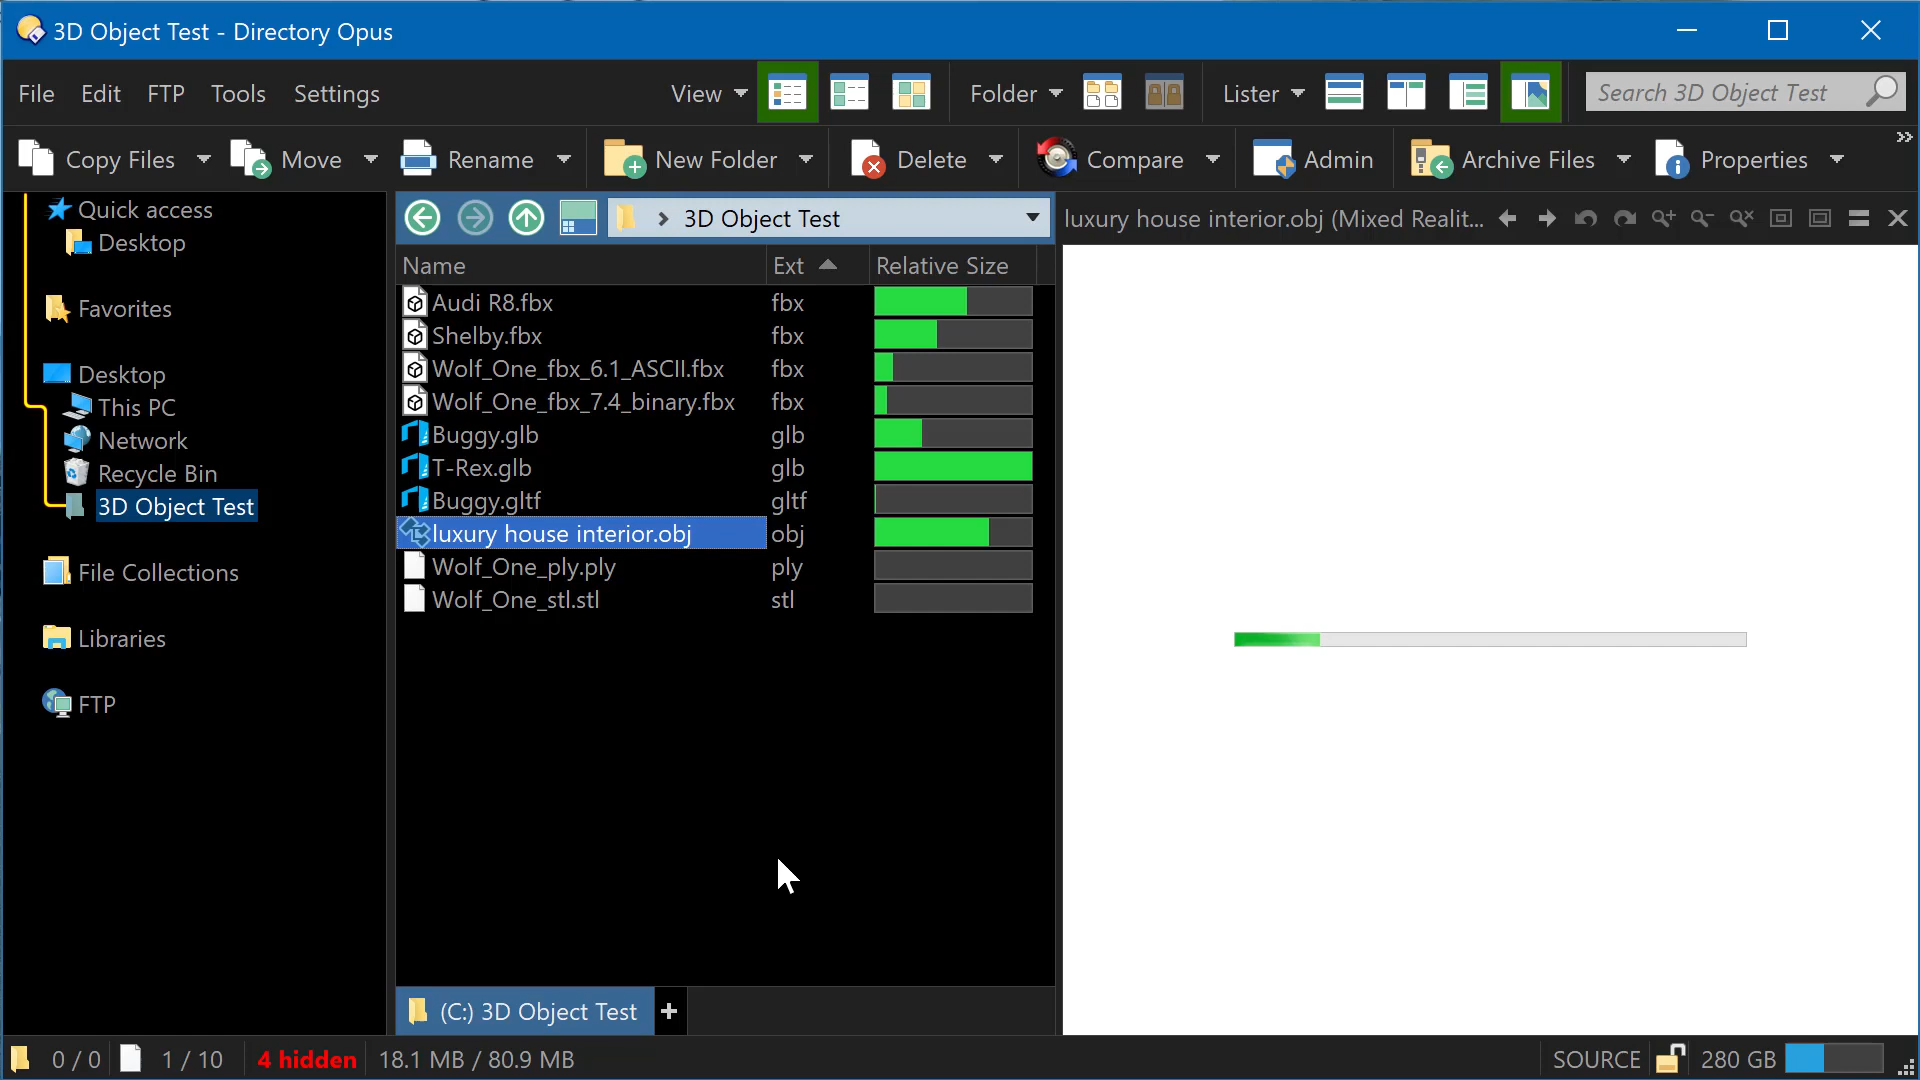 3D Object Test - Directory Opus
File Edit FTP Tools Settings View Folder Lister Search 3D Object Test
Copy Files Move Rename New Folder Delete Compare Admin Archive Files Properties »
Quick access
Desktop
Favorites
Desktop
This PC
Network
Recycle Bin
3D Object Test
File Collections
Libraries
FTP
3D Object Test
Name Ext Relative Size
Audi R8.fbx fbx
Shelby.fbx fbx
Wolf_One_fbx_6.1_ASCII.fbx fbx
Wolf_One_fbx_7.4_binary.fbx fbx
Buggy.glb glb
T-Rex.glb glb
Buggy.gltf gltf
luxury house interior.obj obj
Wolf_One_ply.ply ply
Wolf_One_stl.stl stl
(C:) 3D Object Test +
luxury house interior.obj (Mixed Realit...
0 / 0 1 / 10 4 hidden 18.1 MB / 80.9 MB SOURCE 280 GB